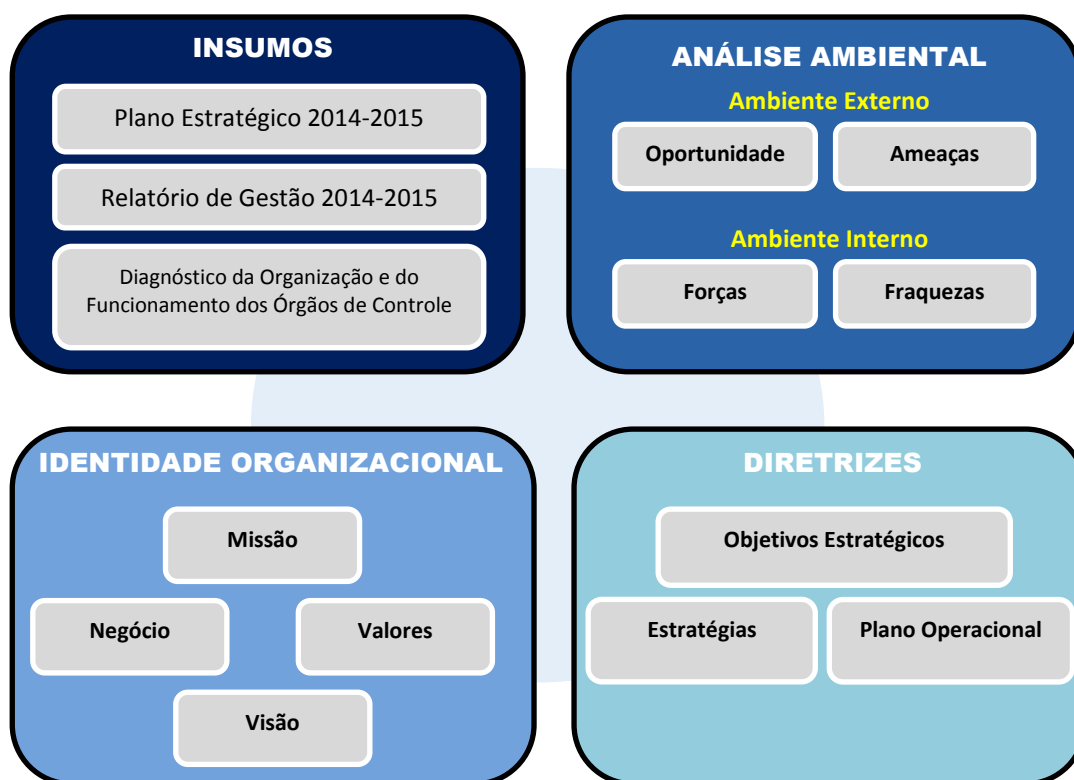 INSUMOS
Plano Estratégico 2014-2015
Relatório de Gestão 2014-2015
Diagnóstico da Organização e do
Funcionamento dos Órgãos de Controle
ANÁLISE AMBIENTAL
Ambiente Externo
Oportunidade
Ameaças
Ambiente Interno
Forças
Fraquezas
IDENTIDADE ORGANIZACIONAL
Missão
Negócio
Valores
Visão
DIRETRIZES
Objetivos Estratégicos
Estratégias
Plano Operacional